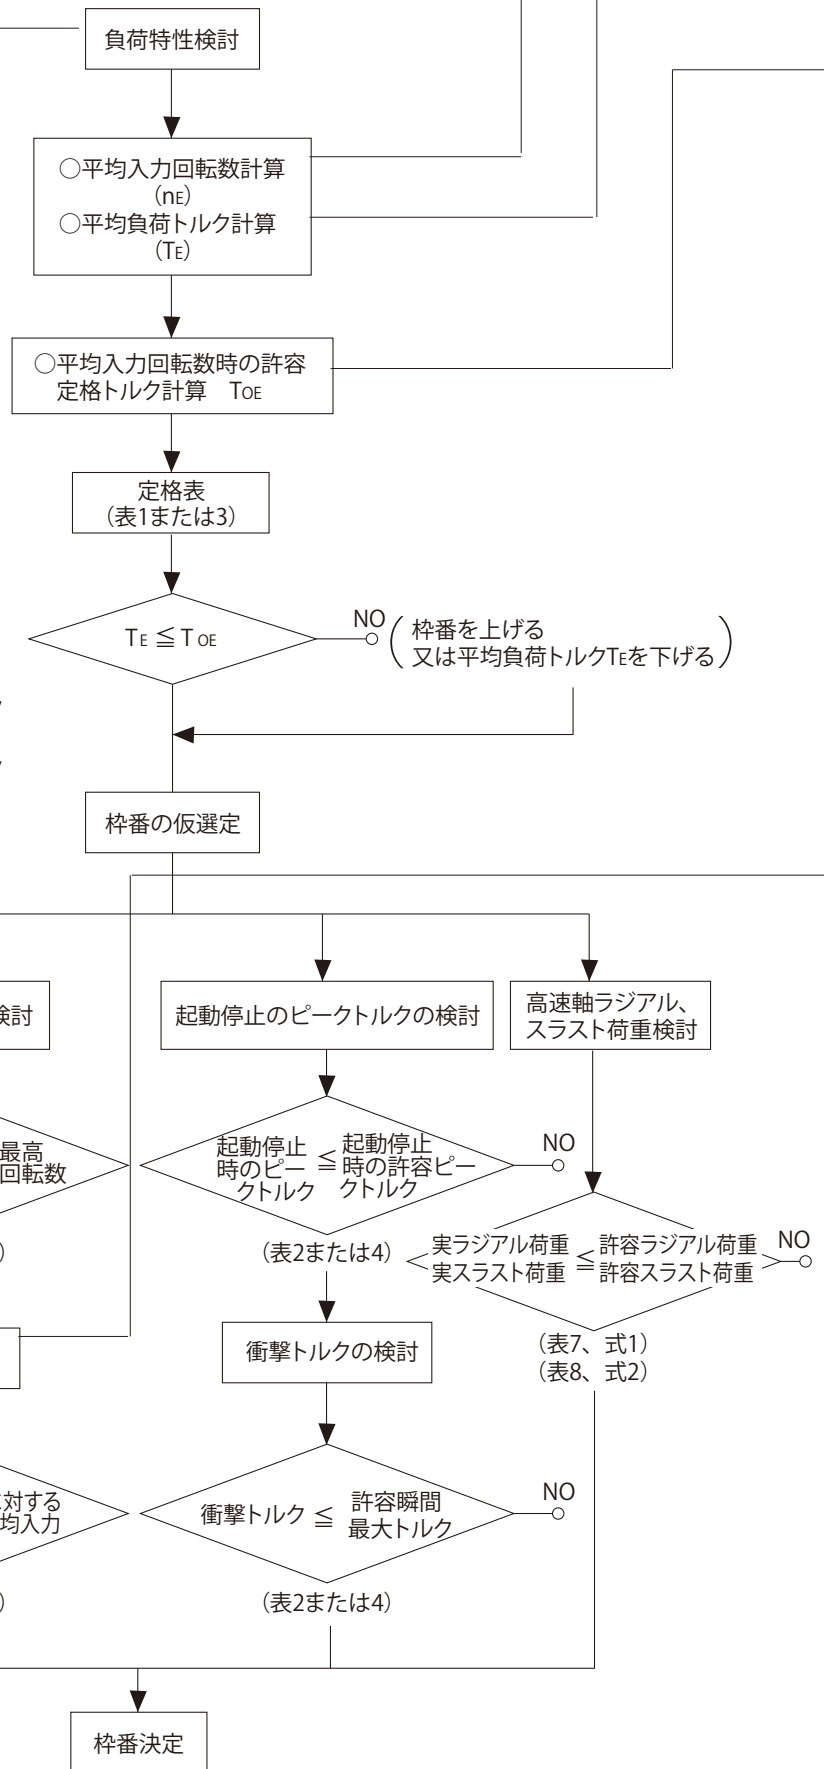 負荷特性検討
○平均入力回転数計算
(nE)
○平均負荷トルク計算
(TE)
○平均入力回転数時の許容
定格トルク計算 TOE
定格表
(表1または3)
TE ≦ TOE
NO
枠番を上げる
又は平均負荷トルクTEを下げる
枠番の仮選定
検討
起動停止のピークトルクの検討
高速軸ラジアル、
スラスト荷重検討
最高
回転数
起動停止
時のピー
クトルク
≦
起動停止
時の許容ピー
クトルク
NO
(表2または4)
実ラジアル荷重
実スラスト荷重
≦
許容ラジアル荷重
許容スラスト荷重
NO
(表7、式1)
(表8、式2)
衝撃トルクの検討
対する
均入力
衝撃トルク ≦
許容瞬間
最大トルク
NO
(表2または4)
枠番決定